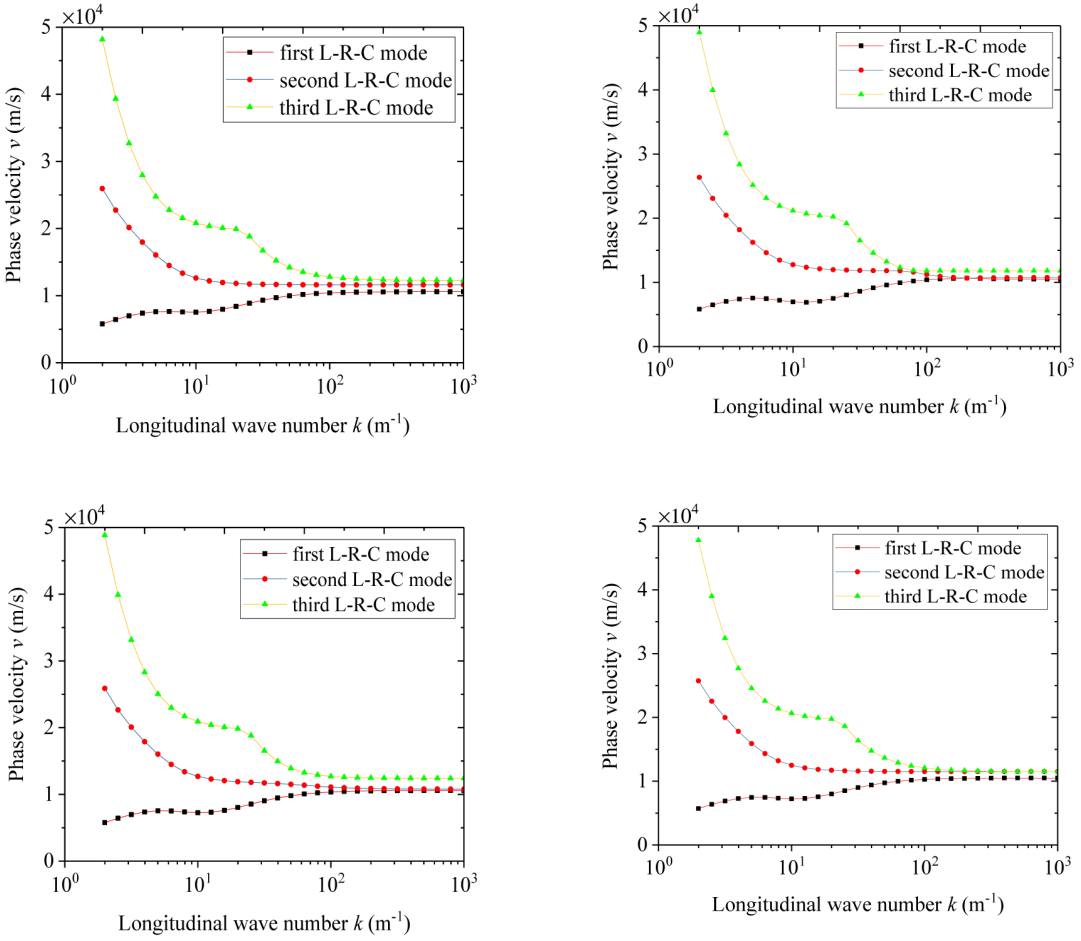 ×10⁴
5
4
3
2
1
0
10⁰
10¹
10²
10³
Phase velocity v (m/s)
Longitudinal wave number k (m⁻¹)
first L-R-C mode
second L-R-C mode
third L-R-C mode
×10⁴
5
4
3
2
1
0
10⁰
10¹
10²
10³
Phase velocity v (m/s)
Longitudinal wave number k (m⁻¹)
first L-R-C mode
second L-R-C mode
third L-R-C mode
×10⁴
5
4
3
2
1
0
10⁰
10¹
10²
10³
Phase velocity v (m/s)
Longitudinal wave number k (m⁻¹)
first L-R-C mode
second L-R-C mode
third L-R-C mode
×10⁴
5
4
3
2
1
0
10⁰
10¹
10²
10³
Phase velocity v (m/s)
Longitudinal wave number k (m⁻¹)
first L-R-C mode
second L-R-C mode
third L-R-C mode